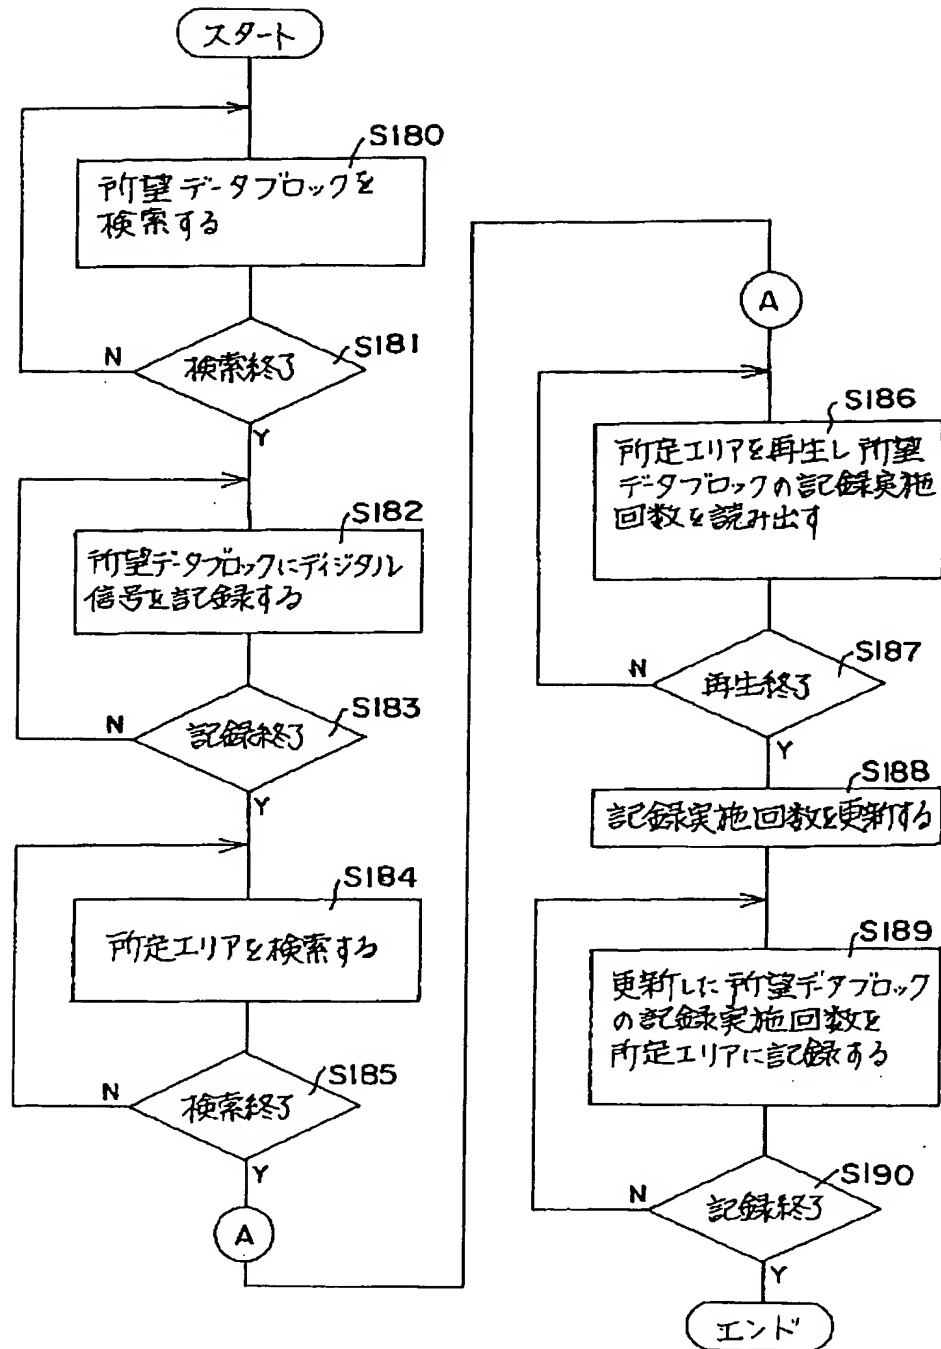 スタート
S180
所望データブロックを
検索する
S181
検索終了
N
Y
S182
所望データブロックにディジタル
信号を記録する
S183
記録終了
N
Y
S184
所定エリアを検索する
S185
検索終了
N
Y
A
A
S186
所定エリアを再生し所望
データブロックの記録実施
回数を読み出す
S187
再生終了
N
Y
S188
記録実施回数を更新する
S189
更新した所望データブロック
の記録実施回数を
所定エリアに記録する
S190
記録終了
N
Y
エンド